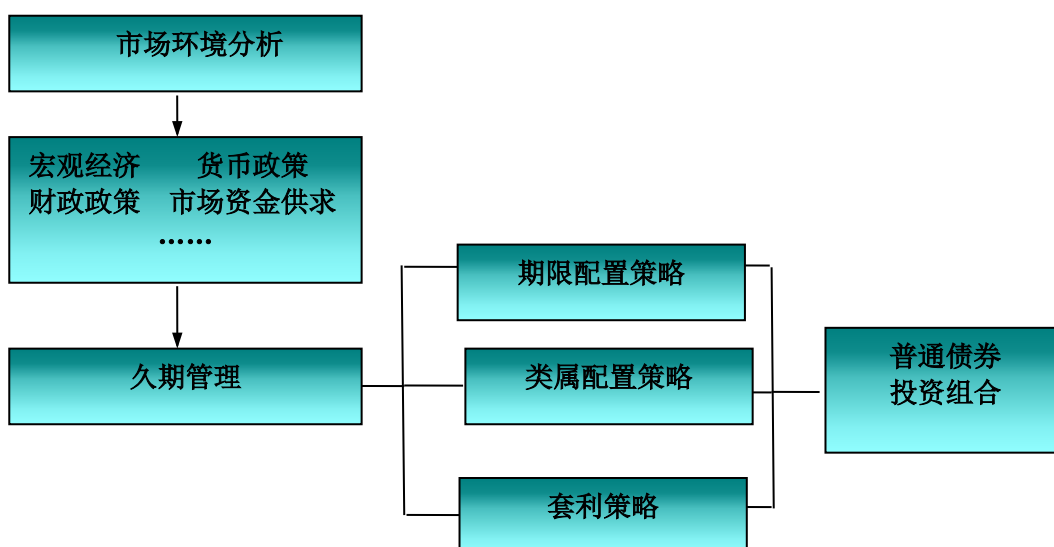 市场环境分析
宏观经济 货币政策
财政政策 市场资金供求
……
久期管理
期限配置策略
类属配置策略
套利策略
普通债券
投资组合